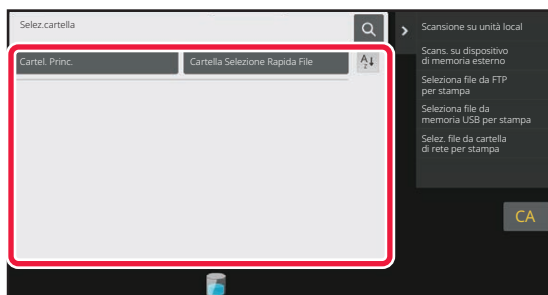 Selez.cartella
Cartel. Princ.
Cartella Selezione Rapida File
A
Z
Scansione su unità local
Scans. su dispositivo
di memoria esterno
Seleziona file da FTP
per stampa
Seleziona file da
memoria USB per stampa
Selez. file da cartella
di rete per stampa
CA